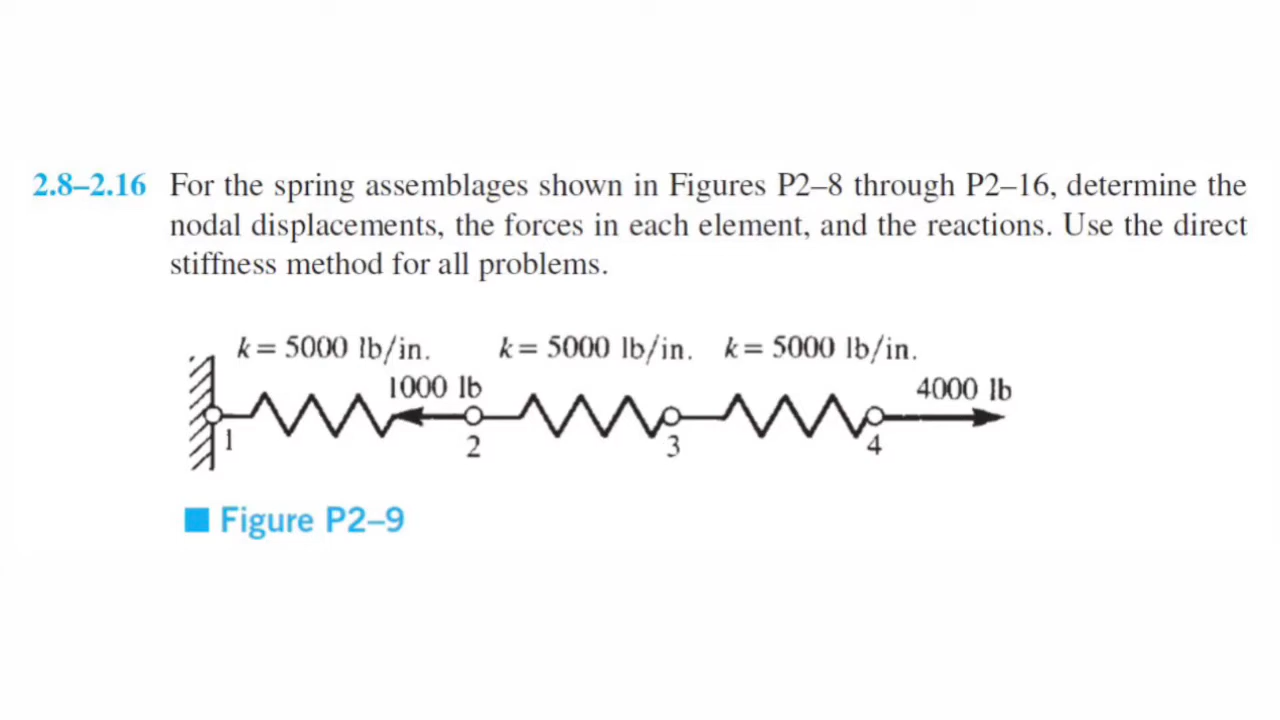 2.8–2.16 For the spring assemblages shown in Figures P2–8 through P2–16, determine the
nodal displacements, the forces in each element, and the reactions. Use the direct
stiffness method for all problems.
k = 5000 lb/in. k = 5000 lb/in. k = 5000 lb/in.
1000 lb 4000 lb
1 2 3 4
Figure P2–9